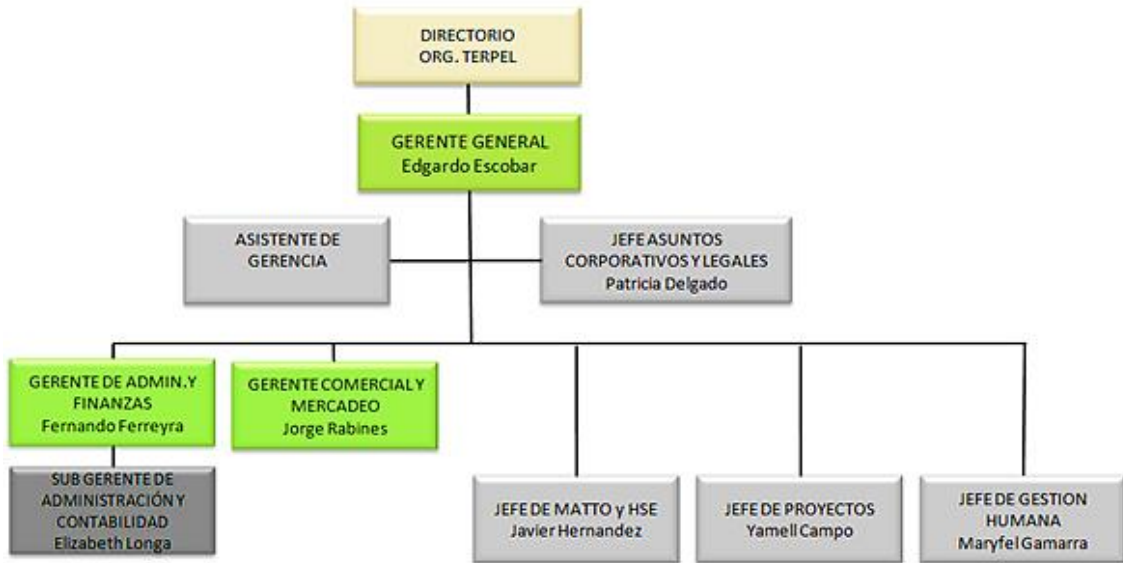 DIRECTORIO
ORG. TERPEL
GERENTE GENERAL
Edgardo Escobar
ASISTENTE DE
GERENCIA
JEFE ASUNTOS
CORPORATIVOS Y LEGALES
Patricia Delgado
GERENTE DE ADMIN.Y
FINANZAS
Fernando Ferreyra
GERENTE COMERCIAL Y
MERCADEO
Jorge Rabines
SUB GERENTE DE
ADMINISTRACIÓN Y
CONTABILIDAD
Elizabeth Longa
JEFE DE MATTO y HSE
Javier Hernandez
JEFE DE PROYECTOS
Yamell Campo
JEFE DE GESTION
HUMANA
Maryfel Gamarra